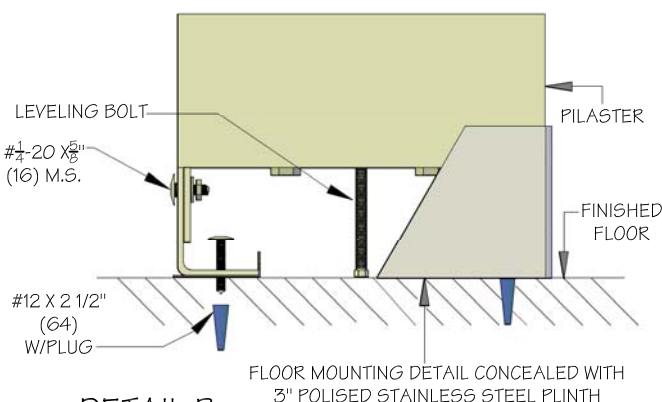 LEVELING BOLT
PILASTER
#1/4-20 X5/8"
(16) M.S.
FINISHED
FLOOR
#12 X 2 1/2"
(64)
W/PLUG
FLOOR MOUNTING DETAIL CONCEALED WITH
3" POLISED STAINLESS STEEL PLINTH